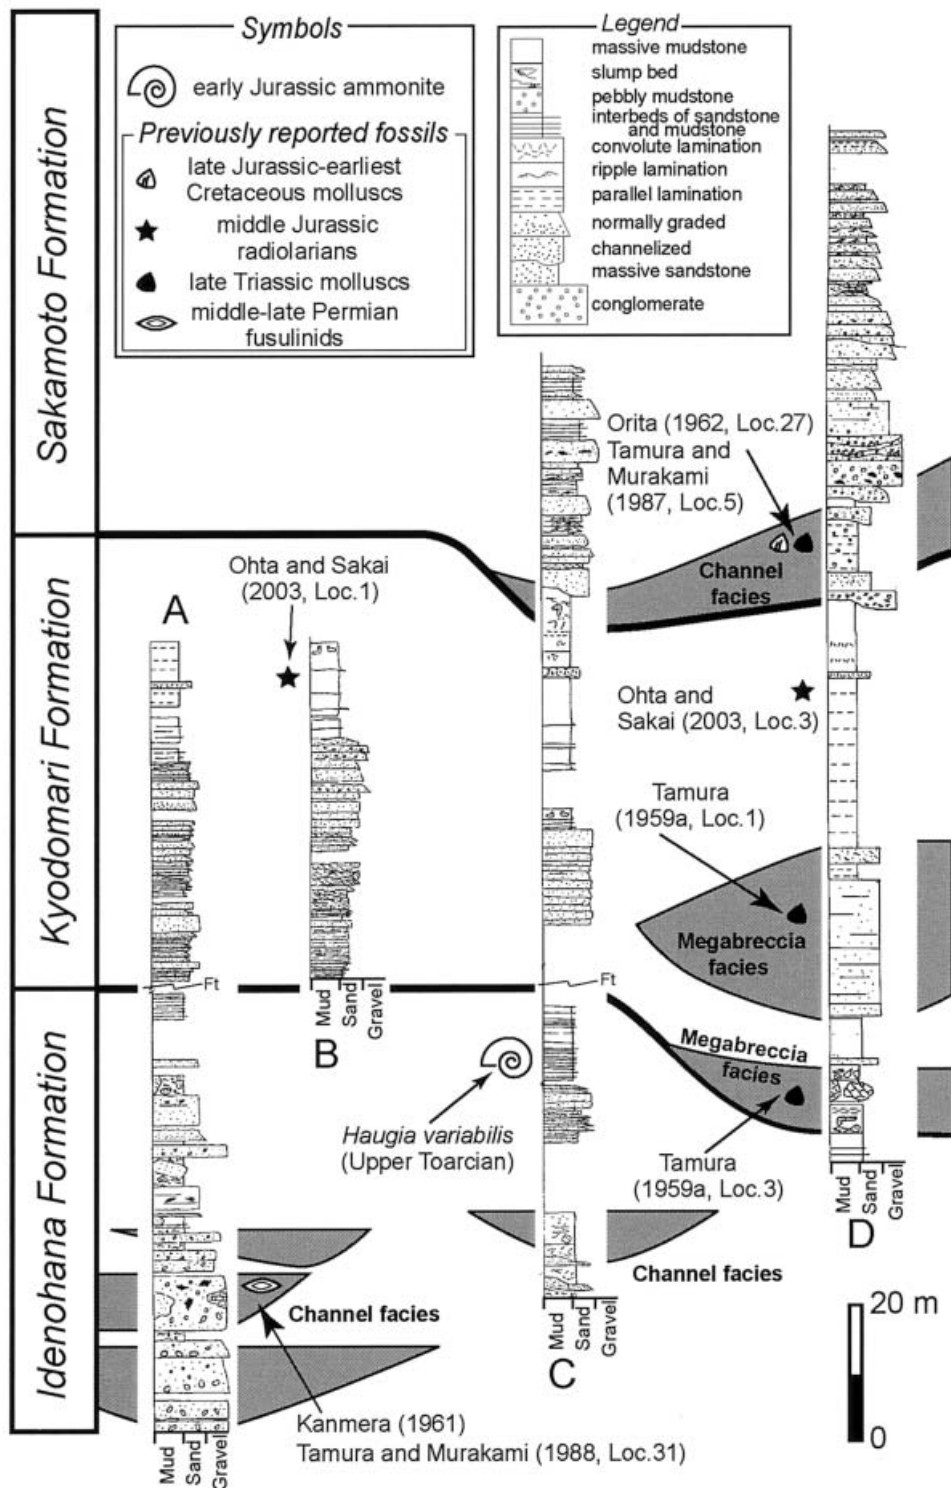 Sakamoto Formation
Kyodomari Formation
Idenohana Formation
Symbols
early Jurassic ammonite
Previously reported fossils
late Jurassic-earliest
Cretaceous molluscs
middle Jurassic
radiolarians
late Triassic molluscs
middle-late Permian
fusulinids
Legend
massive mudstone
slump bed
pebbly mudstone
interbeds of sandstone
and mudstone
convolute lamination
ripple lamination
parallel lamination
normally graded
channelized
massive sandstone
conglomerate
Orita (1962, Loc.27)
Tamura and
Murakami
(1987, Loc.5)
Channel
facies
A
Ohta and Sakai
(2003, Loc.1)
Ohta and
Sakai (2003, Loc.3)
Tamura
(1959a, Loc.1)
Megabreccia
facies
Ft
Mud
Sand
Gravel
B
Ft
Megabreccia
facies
Haugia variabilis
(Upper Toarcian)
Tamura
(1959a, Loc.3)
Mud
Sand
Gravel
D
Channel facies
Channel facies
Mud
Sand
Gravel
C
20 m
0
Kanmera (1961)
Tamura and Murakami (1988, Loc.31)
Mud
Sand
Gravel